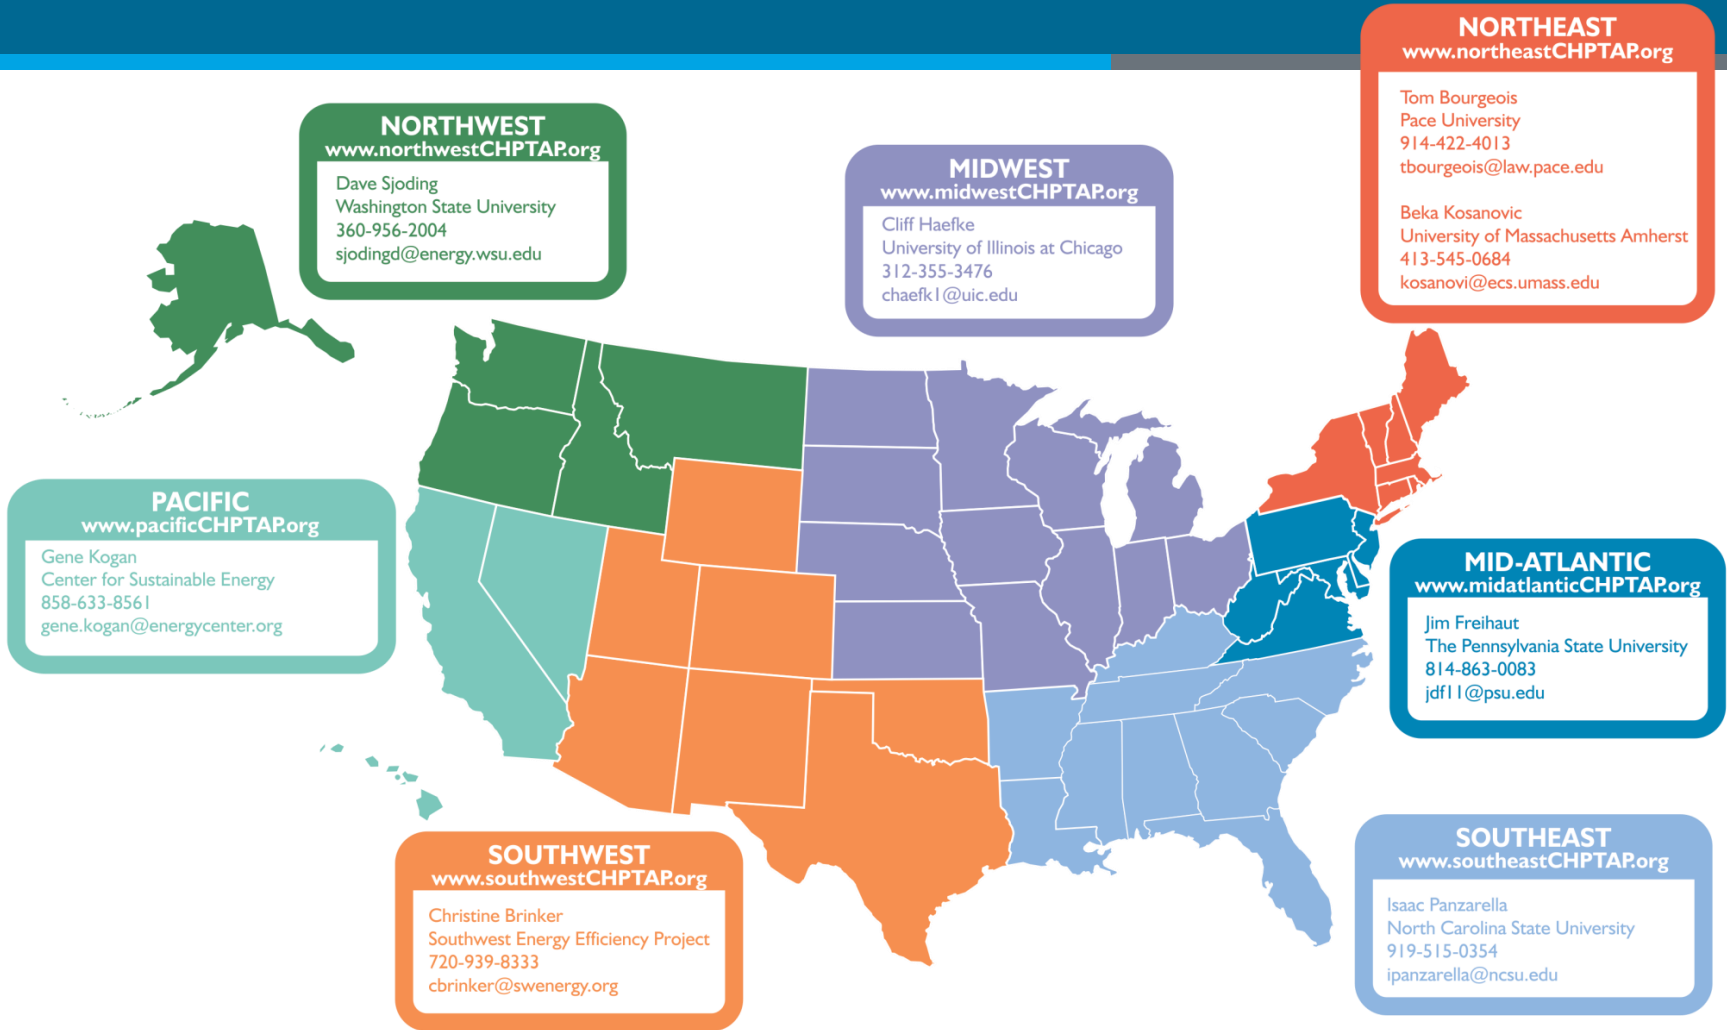 NORTHEAST
www.northeastCHPTAP.org
Tom Bourgeois
Pace University
914-422-4013
tbourgeois@law.pace.edu
Beka Kosanovic
University of Massachusetts Amherst
413-545-0684
kosanovi@ecs.umass.edu
NORTHWEST
www.northwestCHPTAP.org
Dave Sjoding
Washington State University
360-956-2004
sjodingd@energy.wsu.edu
MIDWEST
www.midwestCHPTAP.org
Cliff Haefke
University of Illinois at Chicago
312-355-3476
chaefk1@uic.edu
PACIFIC
www.pacificCHPTAP.org
Gene Kogan
Center for Sustainable Energy
858-633-8561
gene.kogan@energycenter.org
MID-ATLANTIC
www.midatlanticCHPTAP.org
Jim Freihaut
The Pennsylvania State University
814-863-0083
jdf11@psu.edu
SOUTHWEST
www.southwestCHPTAP.org
Christine Brinker
Southwest Energy Efficiency Project
720-939-8333
cbrinker@swenergy.org
SOUTHEAST
www.southeastCHPTAP.org
Isaac Panzarella
North Carolina State University
919-515-0354
ipanzarella@ncsu.edu